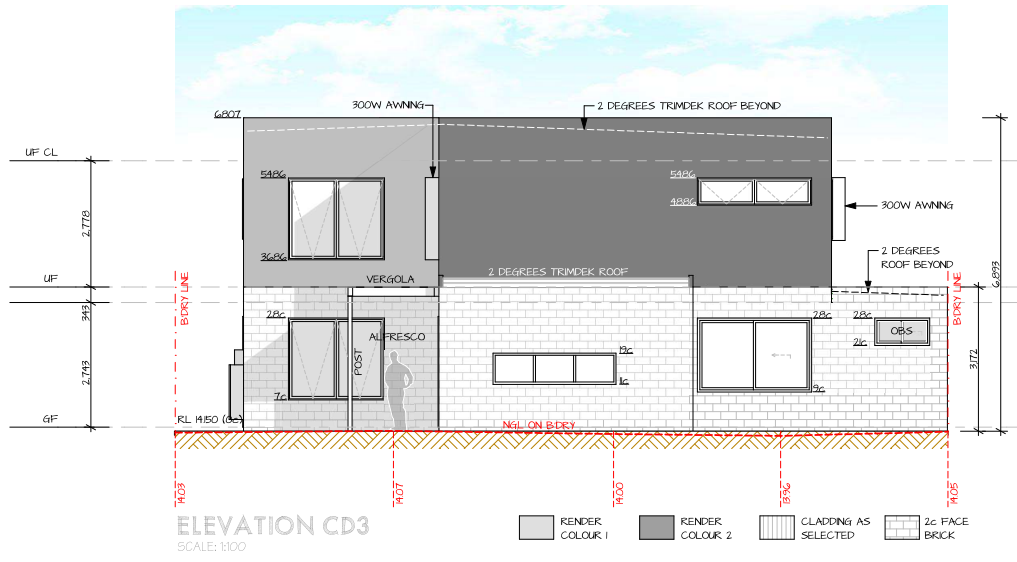 300W AWNING
2 DEGREES TRIMDEK ROOF BEYOND
6807
UF CL
5486
5486
4886
300W AWNING
2,778
2 DEGREES
ROOF BEYOND
3686
6,893
UF
VERGOLA
2 DEGREES TRIMDEK ROOF
B'DRY LINE
B'DRY LINE
343
28c
28c
28c
OBS
ALFRESCO
21c
19c
POST
3,172
2,743
11c
9c
7c
GF
RL 14.150 (0c)
NGL ON B'DRY
14.03
14.07
14.00
13.96
14.05
ELEVATION CD3
SCALE: 1:100
RENDER
COLOUR 1
RENDER
COLOUR 2
CLADDING AS
SELECTED
2c FACE
BRICK